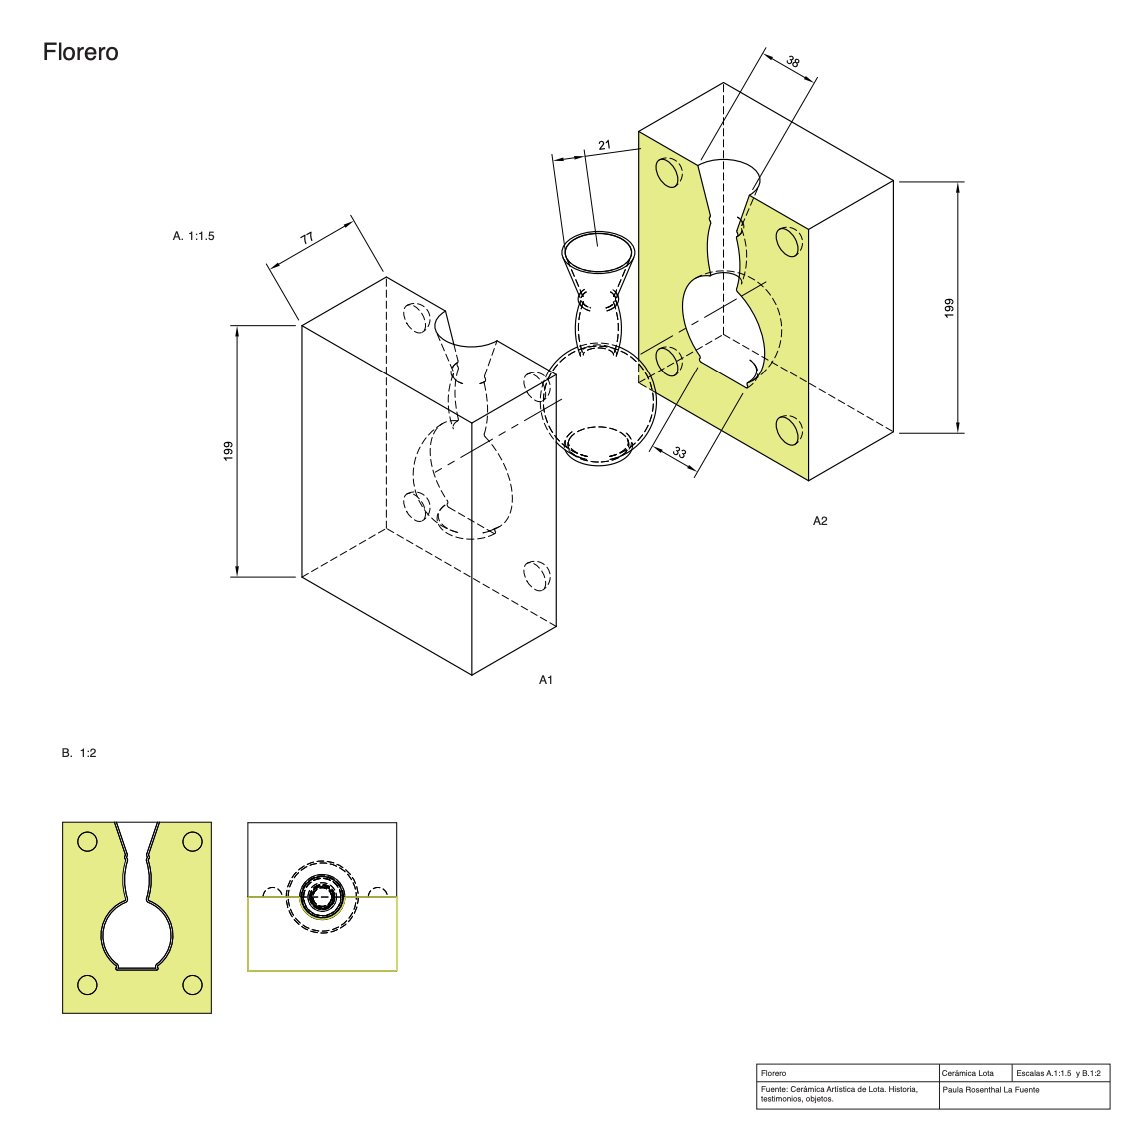 Florero
38
21
A. 1:1.5
77
199
199
33
A2
A1
B. 1:2
Florero
Cerámica Lota
Escalas A.1:1.5 y B.1:2
Fuente: Cerámica Artística de Lota. Historia,
testimonios, objetos.
Paula Rosenthal La Fuente